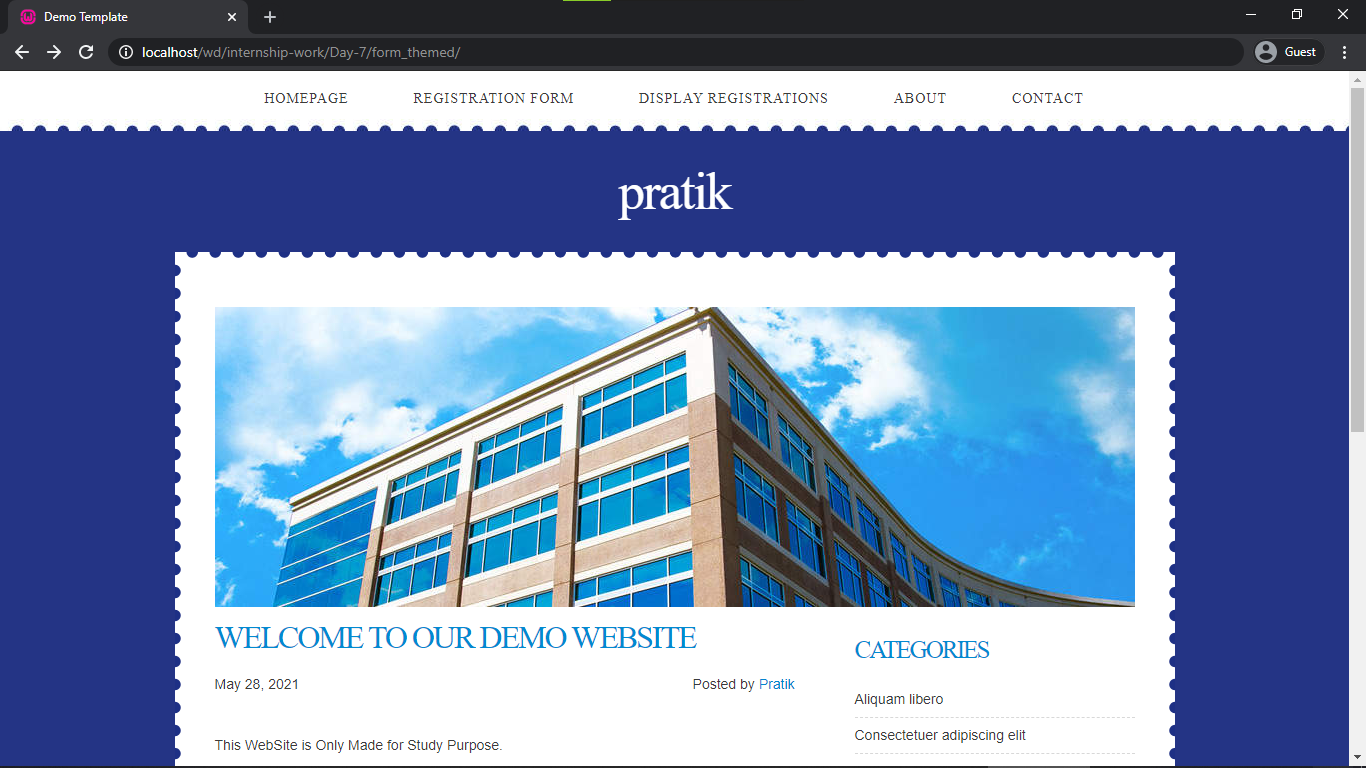 Demo Template
localhost/wd/internship-work/Day-7/form_themed/
Guest
HOMEPAGE REGISTRATION FORM DISPLAY REGISTRATIONS ABOUT CONTACT
pratik
WELCOME TO OUR DEMO WEBSITE
May 28, 2021 Posted by Pratik
This WebSite is Only Made for Study Purpose.
CATEGORIES
Aliquam libero
Consectetuer adipiscing elit